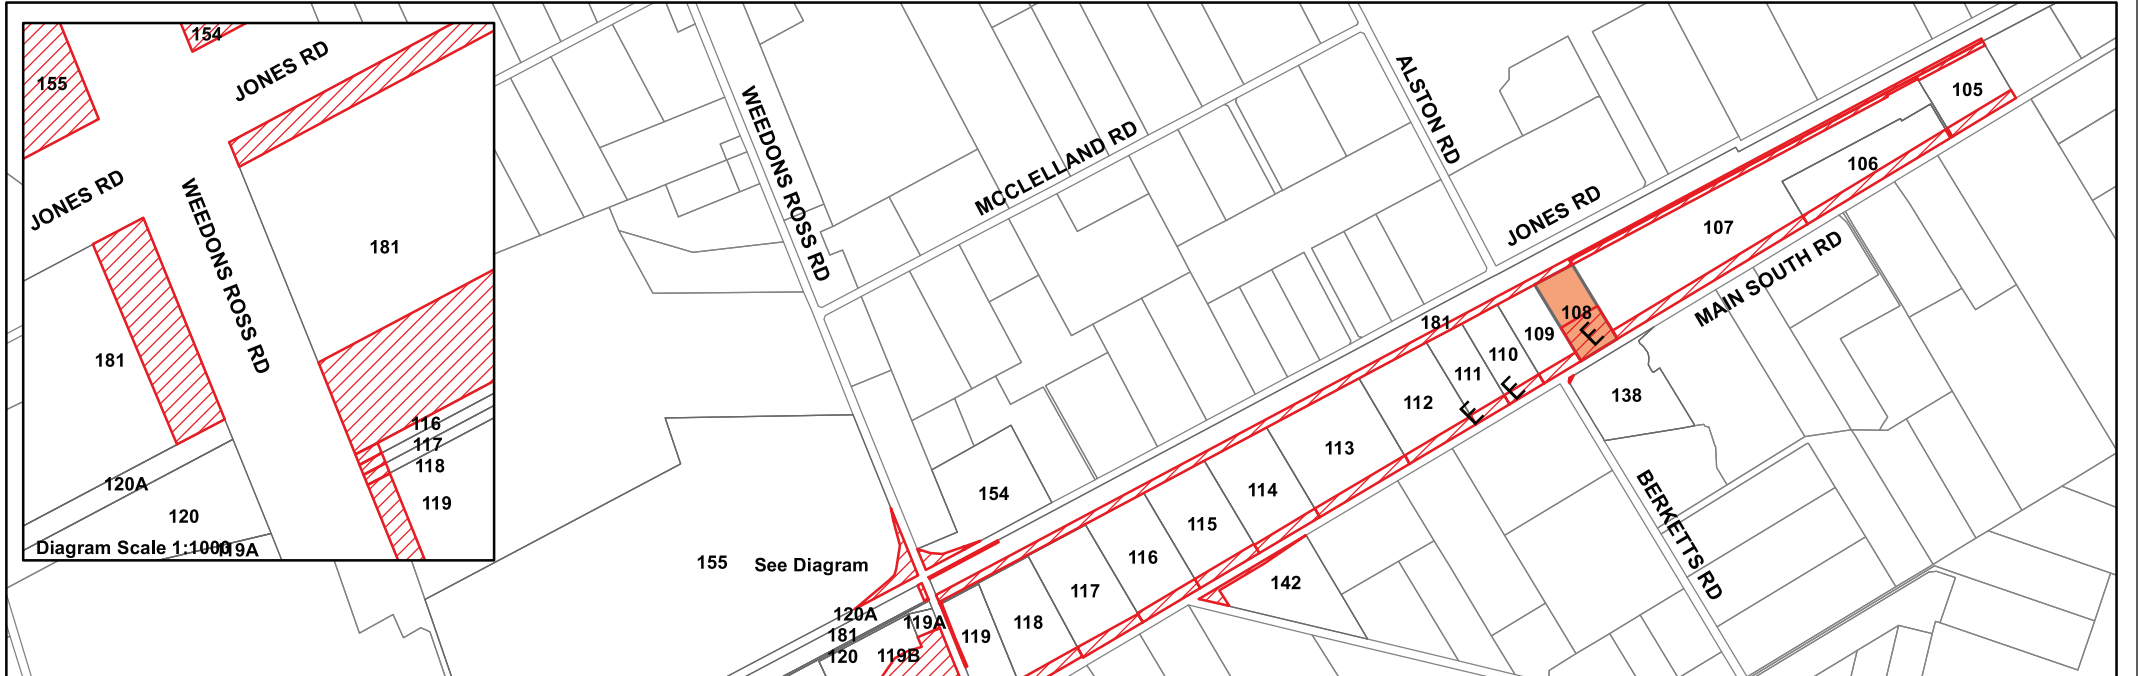 154
JONES RD
155
181
JONES RD
WEEDONS ROSS RD
181
116
117
118
119
120A
120
119A
Diagram Scale 1:1000
WEEDONS ROSS RD
MCCLELLAND RD
ALSTON RD
JONES RD
MAIN SOUTH RD
BERKETTS RD
105
106
107
108
E
109
110
E
111
E
181
112
113
114
115
116
117
118
119
138
142
154
155
See Diagram
120A
181
120
119A
119B